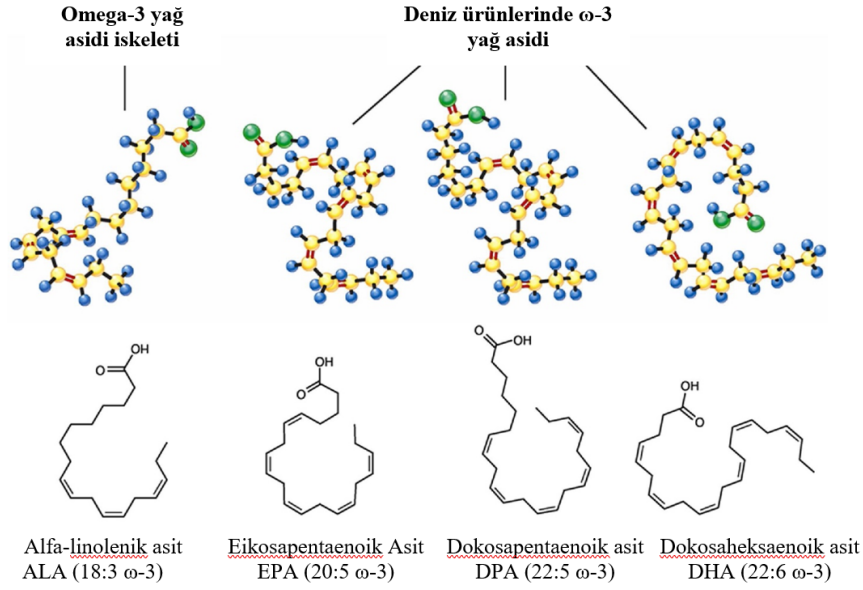 Omega-3 yağ
asidi iskeleti
Deniz ürünlerinde ω-3
yağ asidi
OH
O
OH
O
O
OH
OH
O
Alfa-linolenik asit
ALA (18:3 ω-3)
Eikosapentaenoik Asit
EPA (20:5 ω-3)
Dokosapentaenoik asit
DPA (22:5 ω-3)
Dokosaheksaenoik asit
DHA (22:6 ω-3)